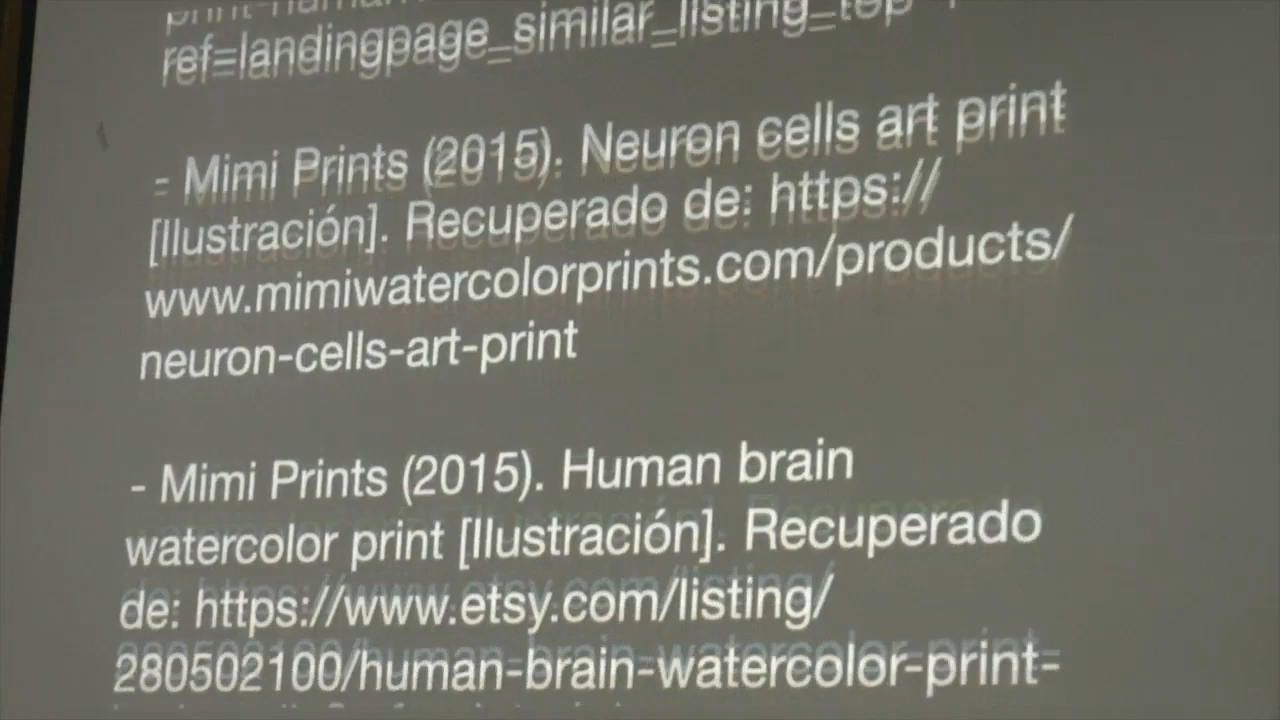 ref=landingpage_similar_listing_top
- Mimi Prints (2015). Neuron cells art print
[Ilustración]. Recuperado de: https://
www.mimiwatercolorprints.com/products/
neuron-cells-art-print
- Mimi Prints (2015). Human brain
watercolor print [Ilustración]. Recuperado
de: https://www.etsy.com/listing/
280502100/human-brain-watercolor-print-